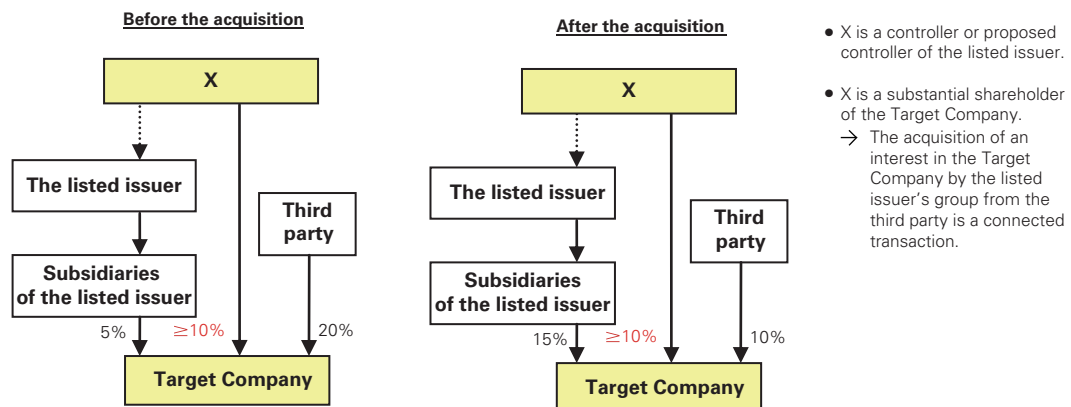 Before the acquisition
X
The listed issuer
Third
party
Subsidiaries
of the listed issuer
5%
≥10%
20%
Target Company
After the acquisition
X
The listed issuer
Third
party
Subsidiaries
of the listed issuer
15%
≥10%
10%
Target Company
• X is a controller or proposed
controller of the listed issuer.
• X is a substantial shareholder
of the Target Company.
→ The acquisition of an
interest in the Target
Company by the listed
issuer's group from the
third party is a connected
transaction.